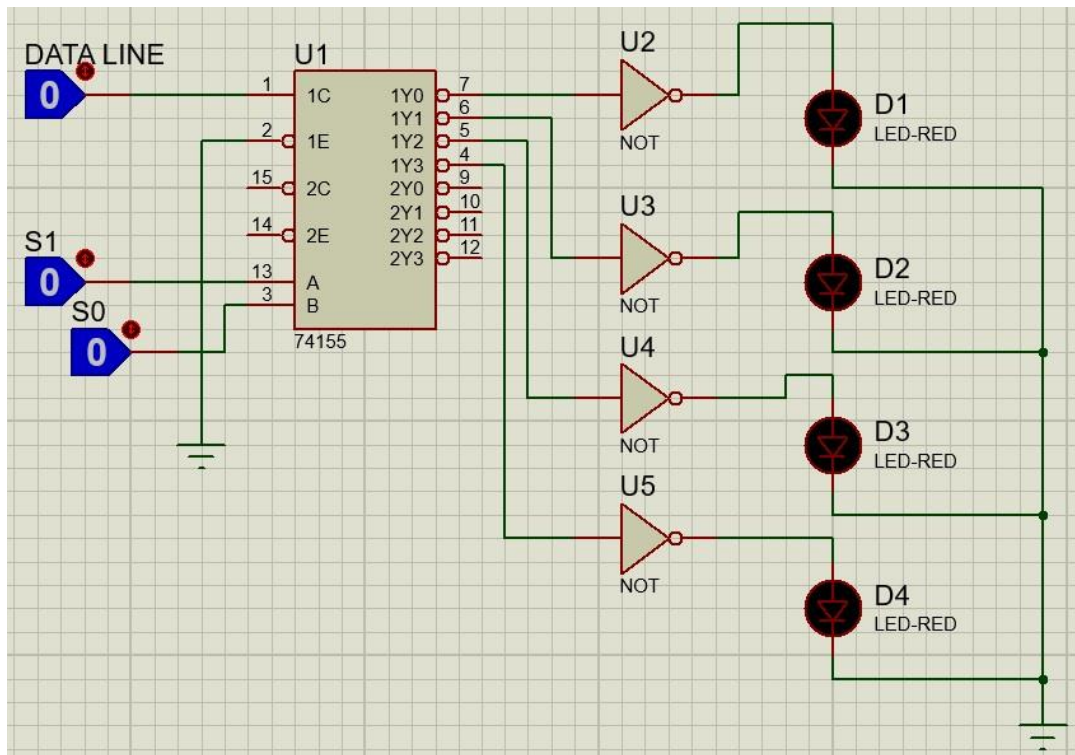 DATA LINE
0
U1
1 1C
2 1E
15 2C
14 2E
13 A
3 B
1Y0 7
1Y1 6
1Y2 5
1Y3 4
2Y0 9
2Y1 10
2Y2 11
2Y3 12
74155
S1
0
S0
0
U2
NOT
D1
LED-RED
U3
NOT
D2
LED-RED
U4
NOT
D3
LED-RED
U5
NOT
D4
LED-RED